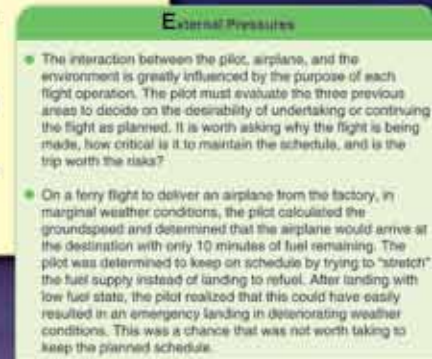 External Pressures
The interaction between the pilot, airplane, and the
environment is greatly influenced by the purpose of each
flight operation. The pilot must evaluate the three previous
areas to decide on the desirability of undertaking or continuing
the flight as planned. It is worth asking why the flight is being
made, how critical is it to maintain the schedule, and is the
trip worth the risks?
On a ferry flight to deliver an airplane from the factory, in
marginal weather conditions, the pilot calculated the
groundspeed and determined that the airplane would arrive at
the destination with only 10 minutes of fuel remaining. The
pilot was determined to keep on schedule by trying to "stretch"
the fuel supply instead of landing to refuel. After landing with
low fuel state, the pilot realized that this could have easily
resulted in an emergency landing in deteriorating weather
conditions. This was a chance that was not worth taking to
keep the planned schedule.